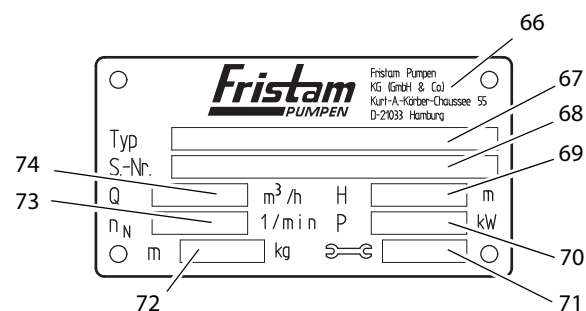 66
Fristam
PUMPEN
Fristam Pumpen
KG (GmbH & Co.)
Kurt-A.-Körber-Chaussee 55
D-21033 Hamburg
67
68
Typ
S.-Nr.
74 Q m³/h H m 69
73 nN 1/min P kW 70
m kg
72 71